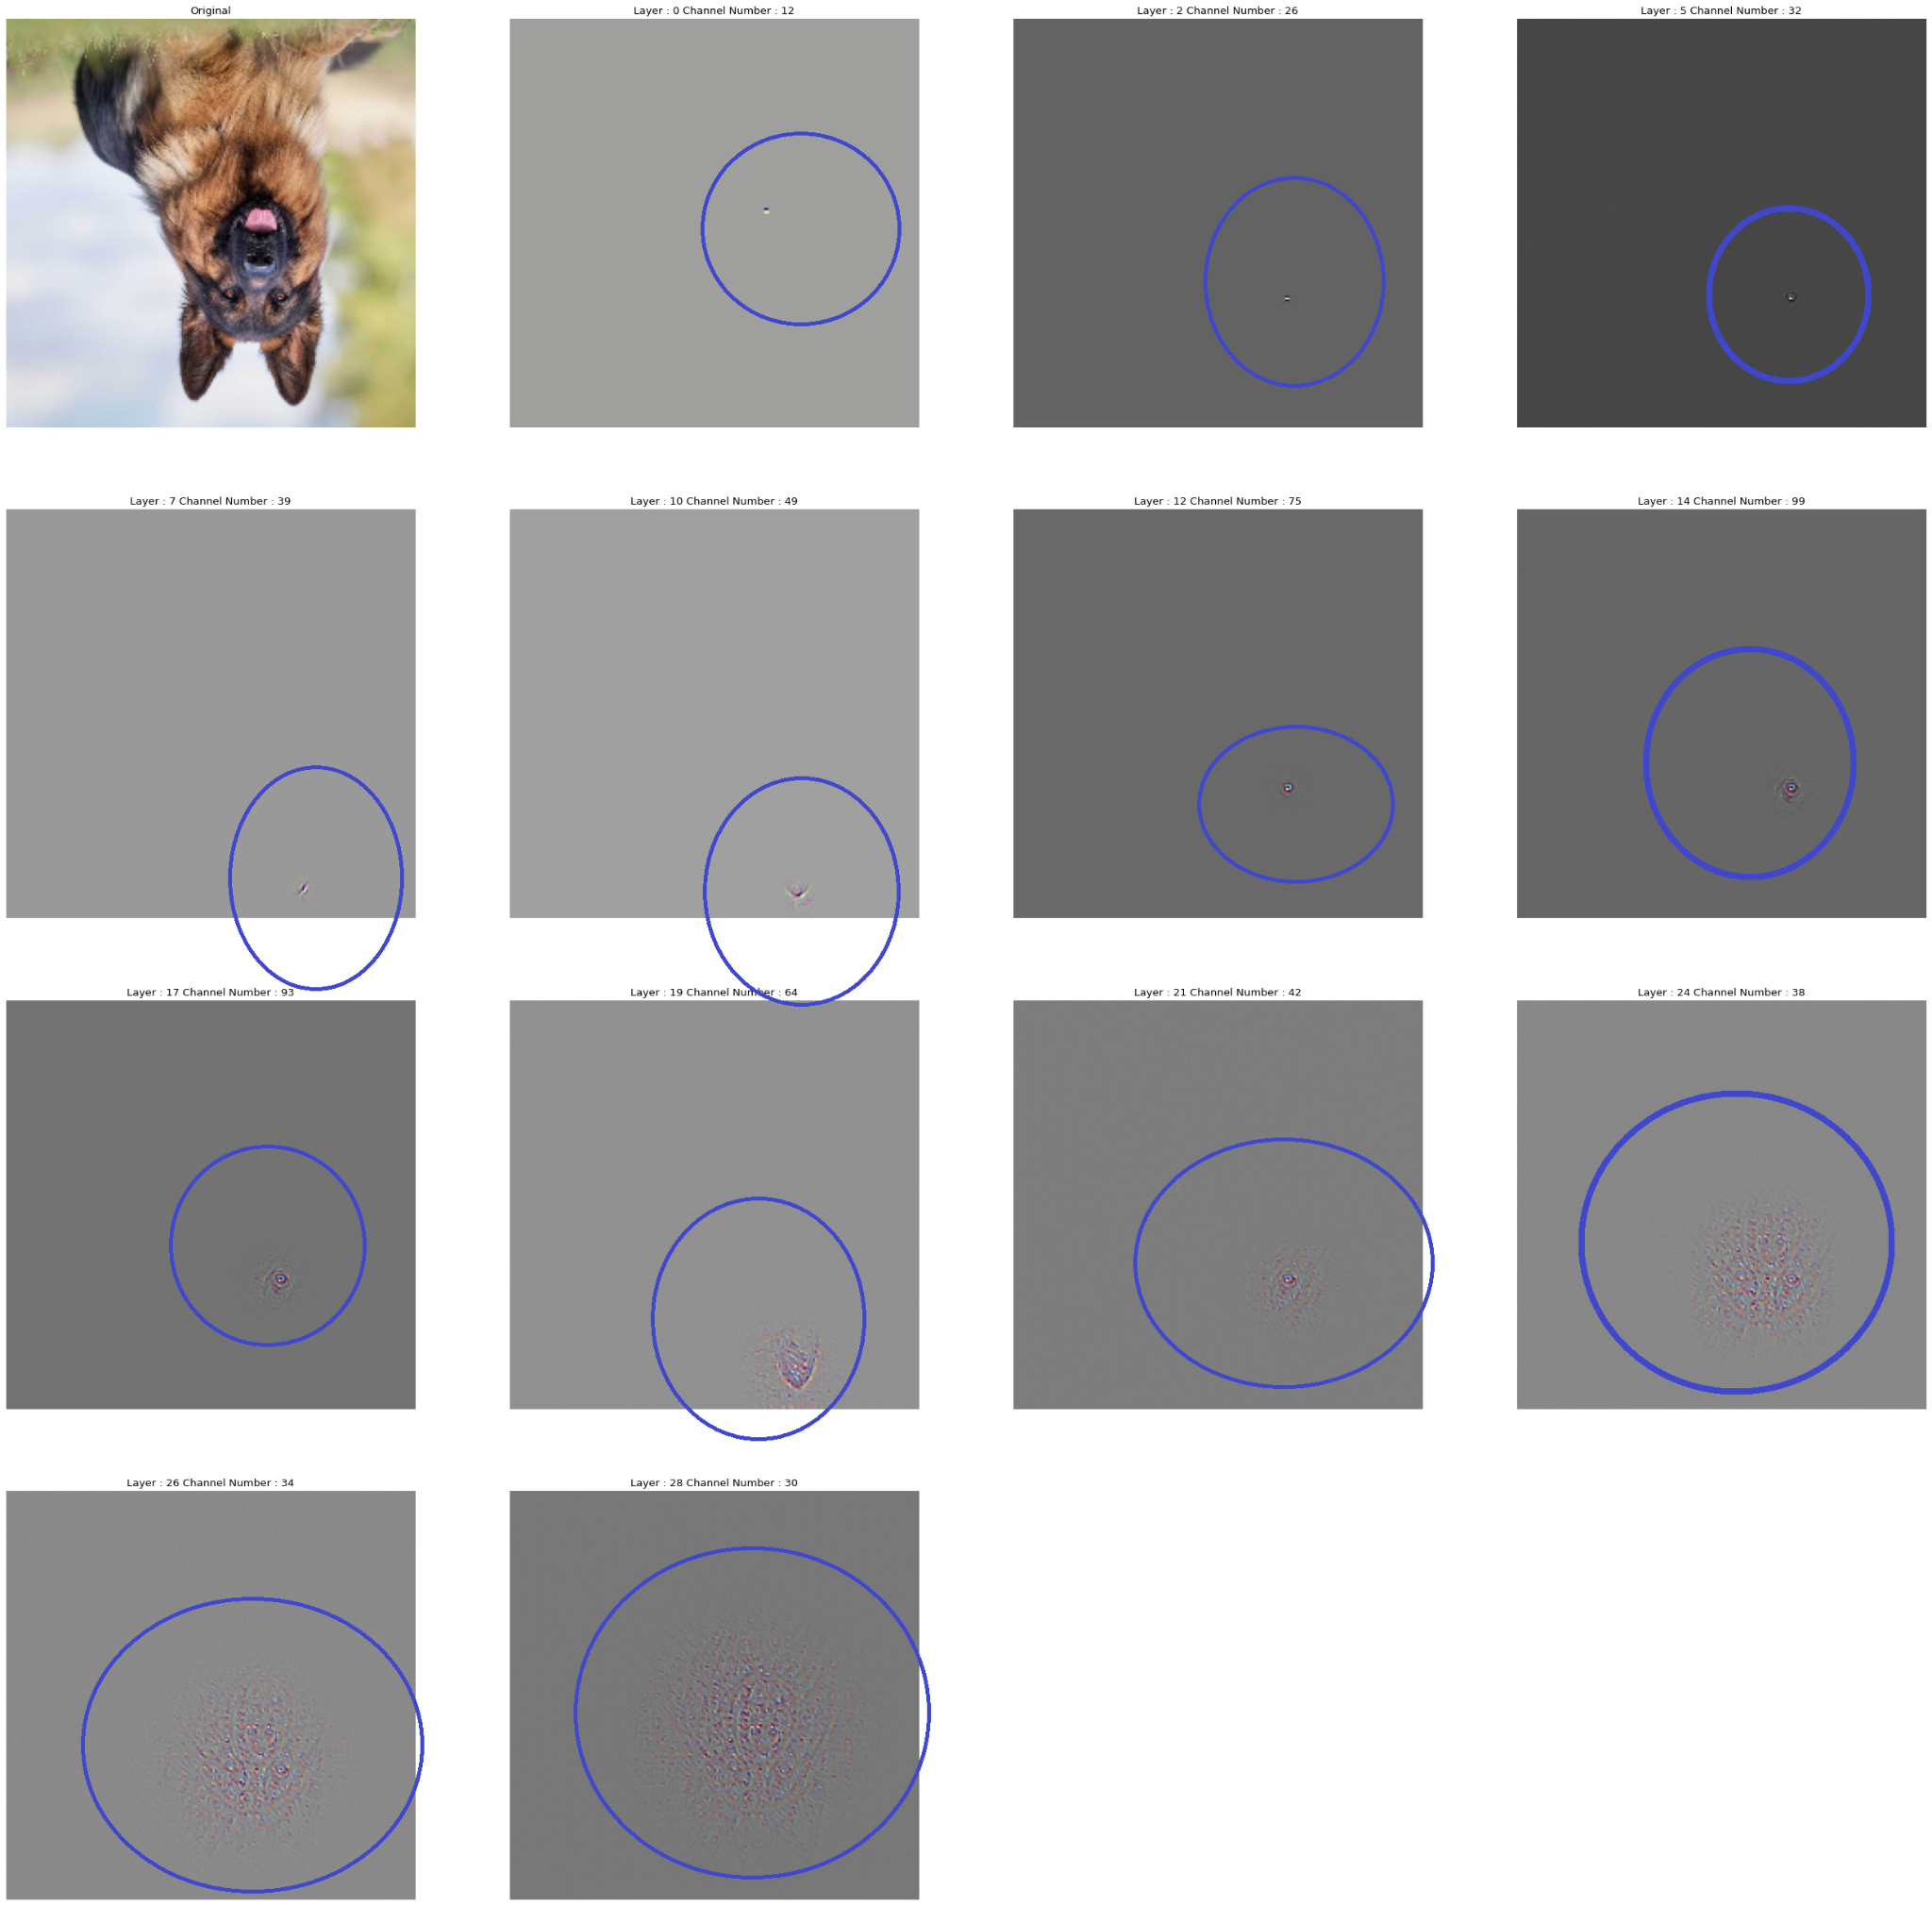 Original
Layer : 0 Channel Number : 12
Layer : 2 Channel Number : 26
Layer : 5 Channel Number : 32
Layer : 7 Channel Number : 39
Layer : 10 Channel Number : 49
Layer : 12 Channel Number : 75
Layer : 14 Channel Number : 99
Layer : 17 Channel Number : 93
Layer : 19 Channel Number : 64
Layer : 21 Channel Number : 42
Layer : 24 Channel Number : 38
Layer : 26 Channel Number : 34
Layer : 28 Channel Number : 30